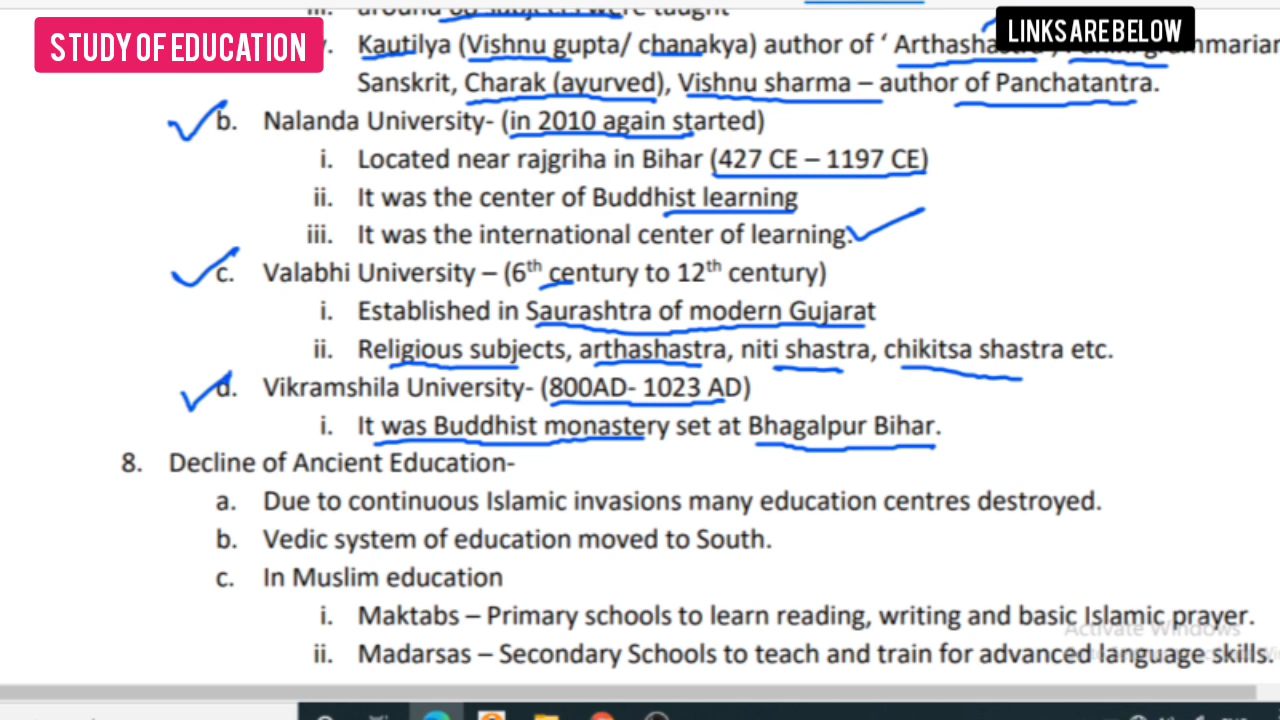 iii. around 60 subjects were taught
STUDY OF EDUCATION
LINKS ARE BELOW
Kautilya (Vishnu gupta/ chanakya) author of ‘ Arthashastra
Sanskrit, Charak (ayurved), Vishnu sharma – author of Panchatantra.
b. Nalanda University- (in 2010 again started)
i. Located near rajgriha in Bihar (427 CE – 1197 CE)
ii. It was the center of Buddhist learning
iii. It was the international center of learning.
c. Valabhi University – (6th century to 12th century)
i. Established in Saurashtra of modern Gujarat
ii. Religious subjects, arthashastra, niti shastra, chikitsa shastra etc.
d. Vikramshila University- (800AD- 1023 AD)
i. It was Buddhist monastery set at Bhagalpur Bihar.
8. Decline of Ancient Education-
a. Due to continuous Islamic invasions many education centres destroyed.
b. Vedic system of education moved to South.
c. In Muslim education
i. Maktabs – Primary schools to learn reading, writing and basic Islamic prayer.
Activate Windows
ii. Madarsas – Secondary Schools to teach and train for advanced language skills.